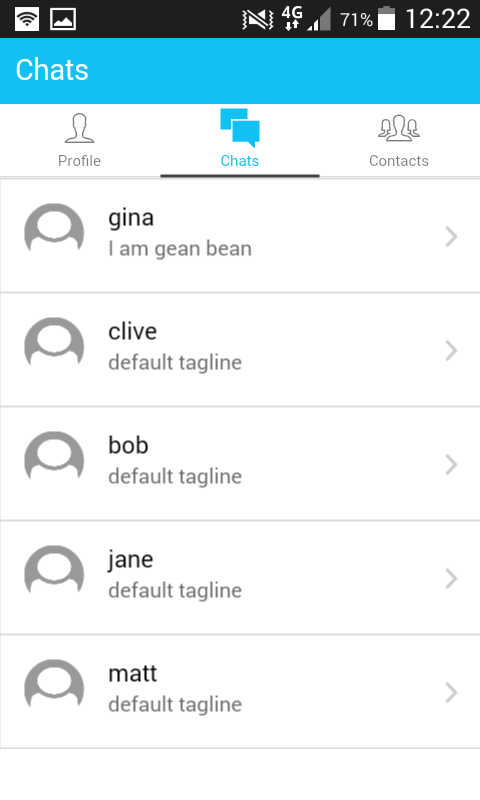 4G 71% 12:22
Chats
Profile Chats Contacts
gina
I am gean bean
clive
default tagline
bob
default tagline
jane
default tagline
matt
default tagline